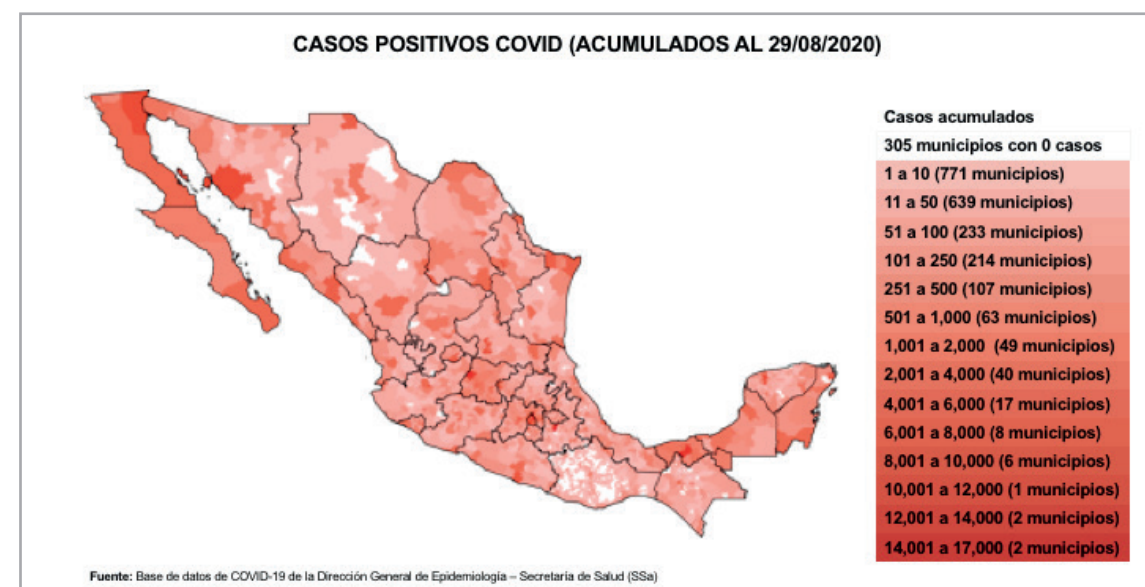 CASOS POSITIVOS COVID (ACUMULADOS AL 29/08/2020)
Casos acumulados
305 municipios con 0 casos
1 a 10 (771 municipios)
11 a 50 (639 municipios)
51 a 100 (233 municipios)
101 a 250 (214 municipios)
251 a 500 (107 municipios)
501 a 1,000 (63 municipios)
1,001 a 2,000 (49 municipios)
2,001 a 4,000 (40 municipios)
4,001 a 6,000 (17 municipios)
6,001 a 8,000 (8 municipios)
8,001 a 10,000 (6 municipios)
10,001 a 12,000 (1 municipios)
12,001 a 14,000 (2 municipios)
14,001 a 17,000 (2 municipios)
Fuente: Base de datos de COVID-19 de la Dirección General de Epidemiología – Secretaría de Salud (SSa)